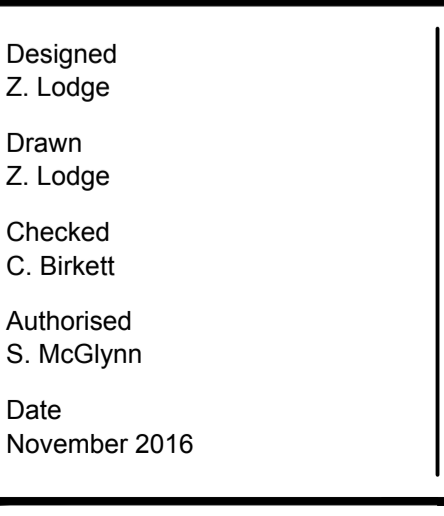 Designed
Z. Lodge
Drawn
Z. Lodge
Checked
C. Birkett
Authorised
S. McGlynn
Date
November 2016